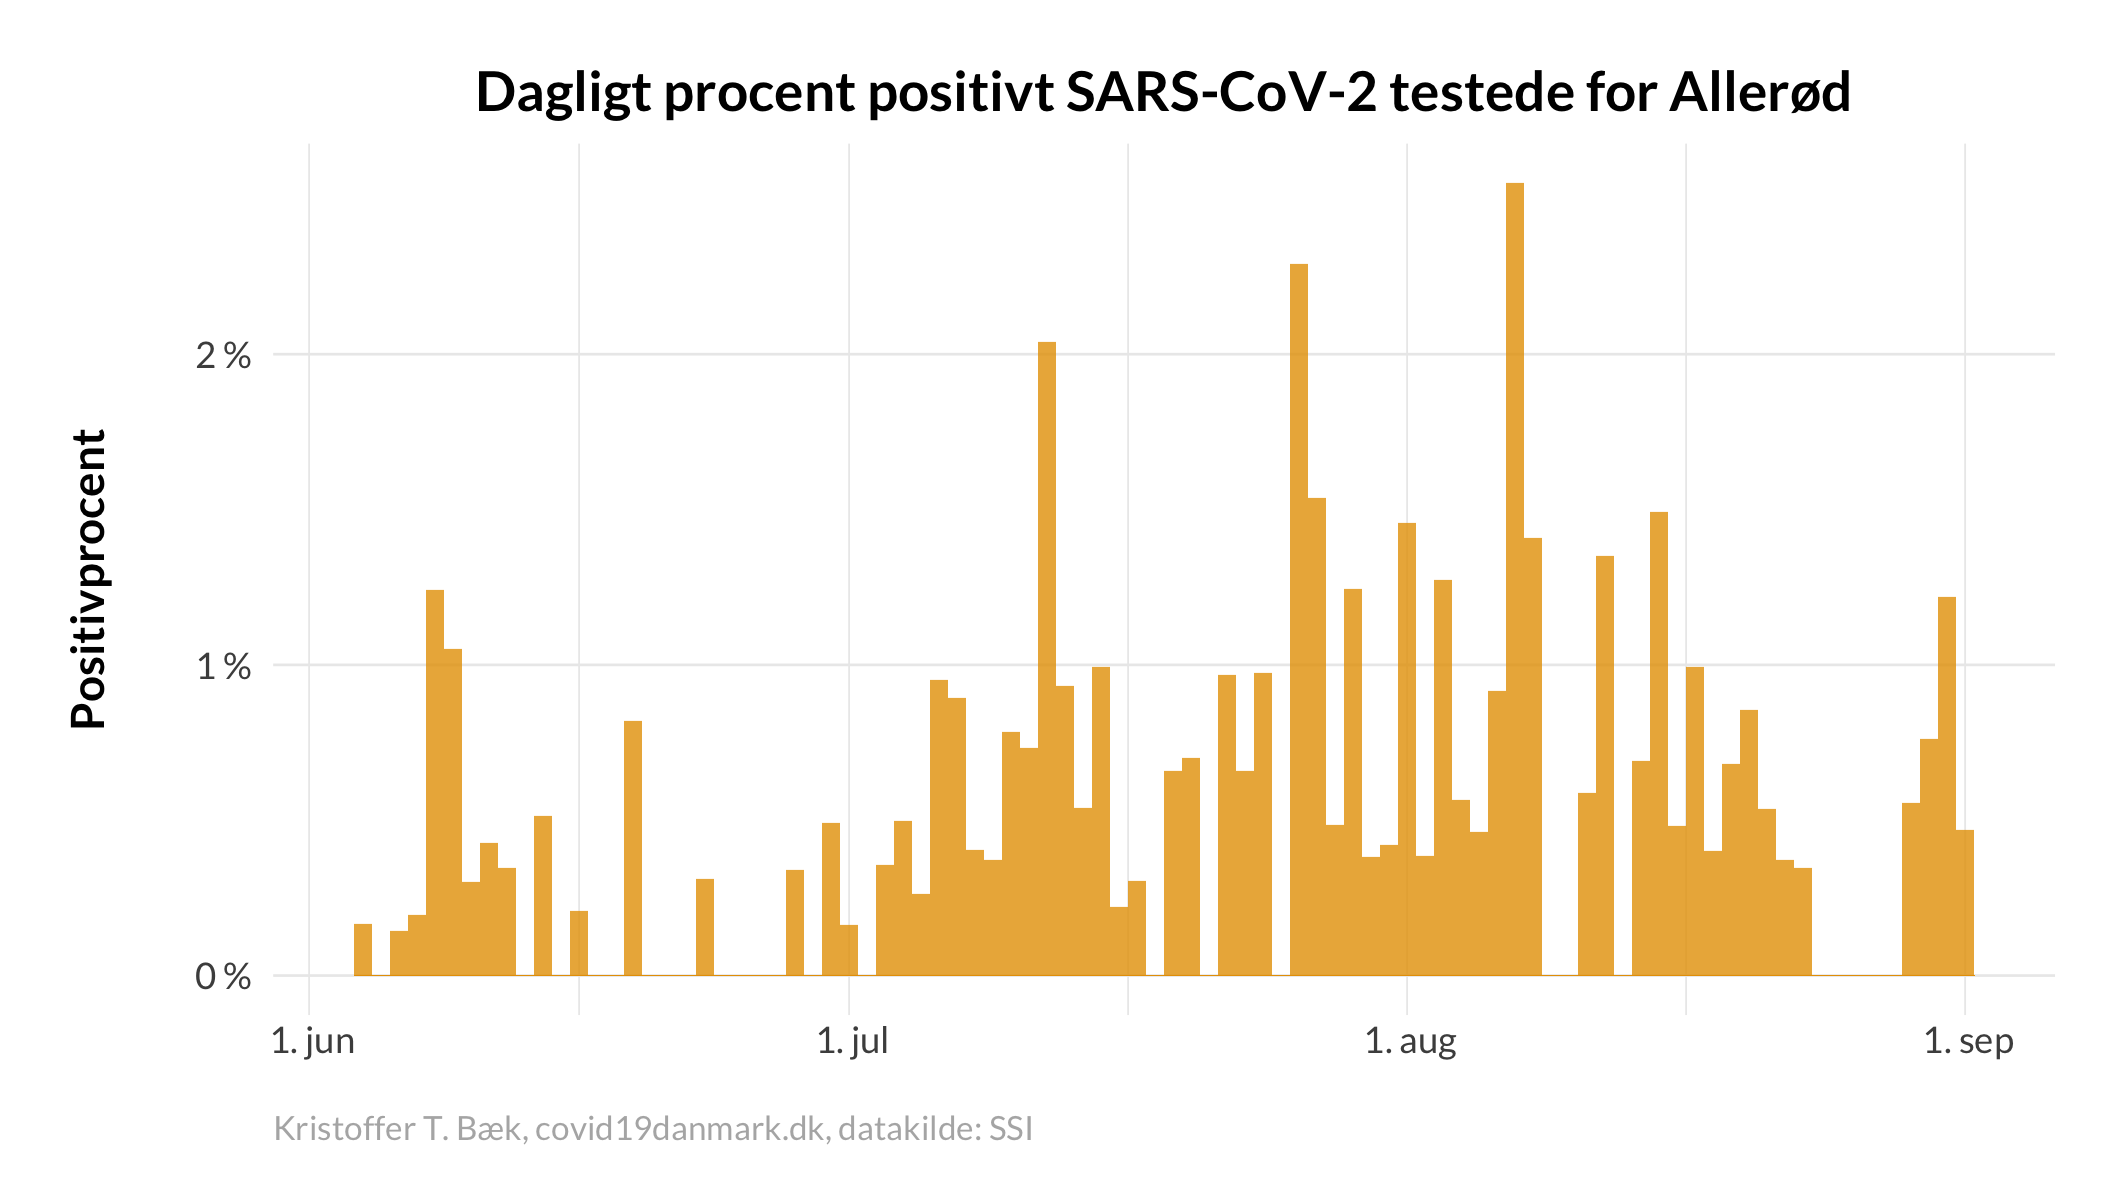 Dagligt procent positivt SARS-CoV-2 testede for Allerød
Positivprocent
2 %
1 %
0 %
1. jun
1. jul
1. aug
1. sep
Kristoffer T. Bæk, covid19danmark.dk, datakilde: SSI